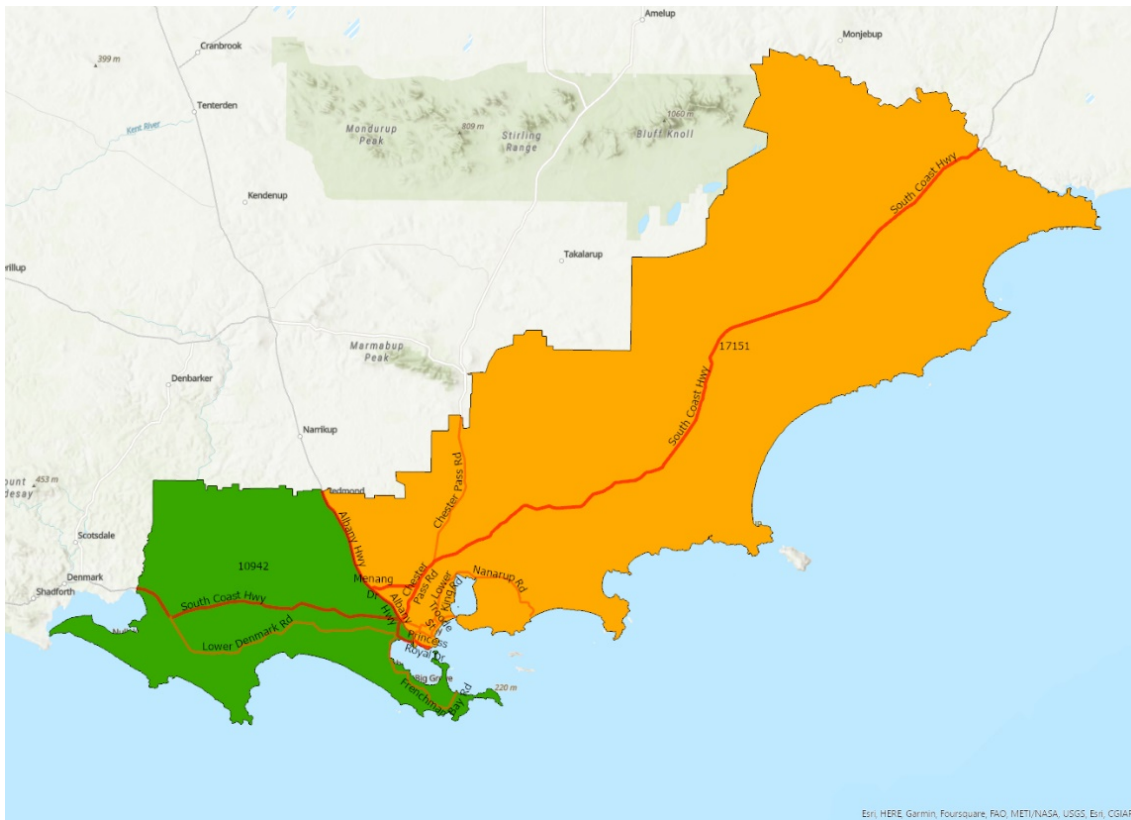 Amelup
Monjebup
Cranbrook
399 m
Tenterden
Kent River
Mondurup
Peak
809 m
Stirling
Range
1060 m
Bluff Knoll
Kendenup
South Coast Hwy
Takalarup
17151
Marmabup
Peak
Denbarker
South Coast Hwy
Narrikup
Chester Pass Rd
453 m
Albany Hwy
Scotsdale
10942
Menang
Dr
Chester
Pass Rd
Lower
King Rd
Nanarup Rd
Denmark
Shadforth
South Coast Hwy
Albany
Hwy
Lower Denmark Rd
Princess
Royal Dr
Big Grove
Frenchman Bay Rd
220 m
Esri, HERE, Garmin, Foursquare, FAO, METI/NASA, USGS, Esri, CGIAR